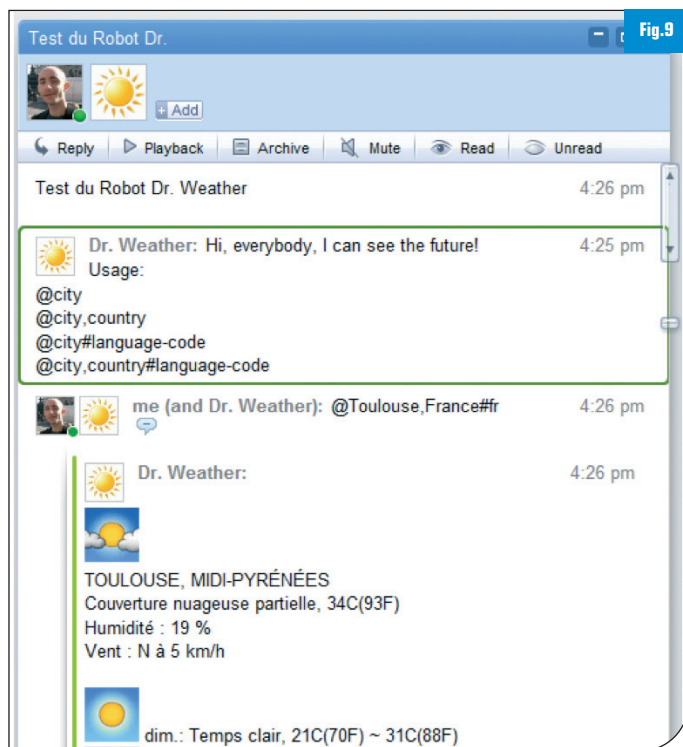 Fig.9
Test du Robot Dr.
Add
Reply Playback Archive Mute Read Unread
Test du Robot Dr. Weather 4:26 pm
Dr. Weather: Hi, everybody, I can see the future! 4:25 pm
Usage:
@city
@city,country
@city#language-code
@city,country#language-code
me (and Dr. Weather): @Toulouse,France#fr 4:26 pm
Dr. Weather: 4:26 pm
TOULOUSE, MIDI-PYRÉNÉES
Couverture nuageuse partielle, 34C(93F)
Humidité : 19 %
Vent : N à 5 km/h
dim.: Temps clair, 21C(70F) ~ 31C(88F)